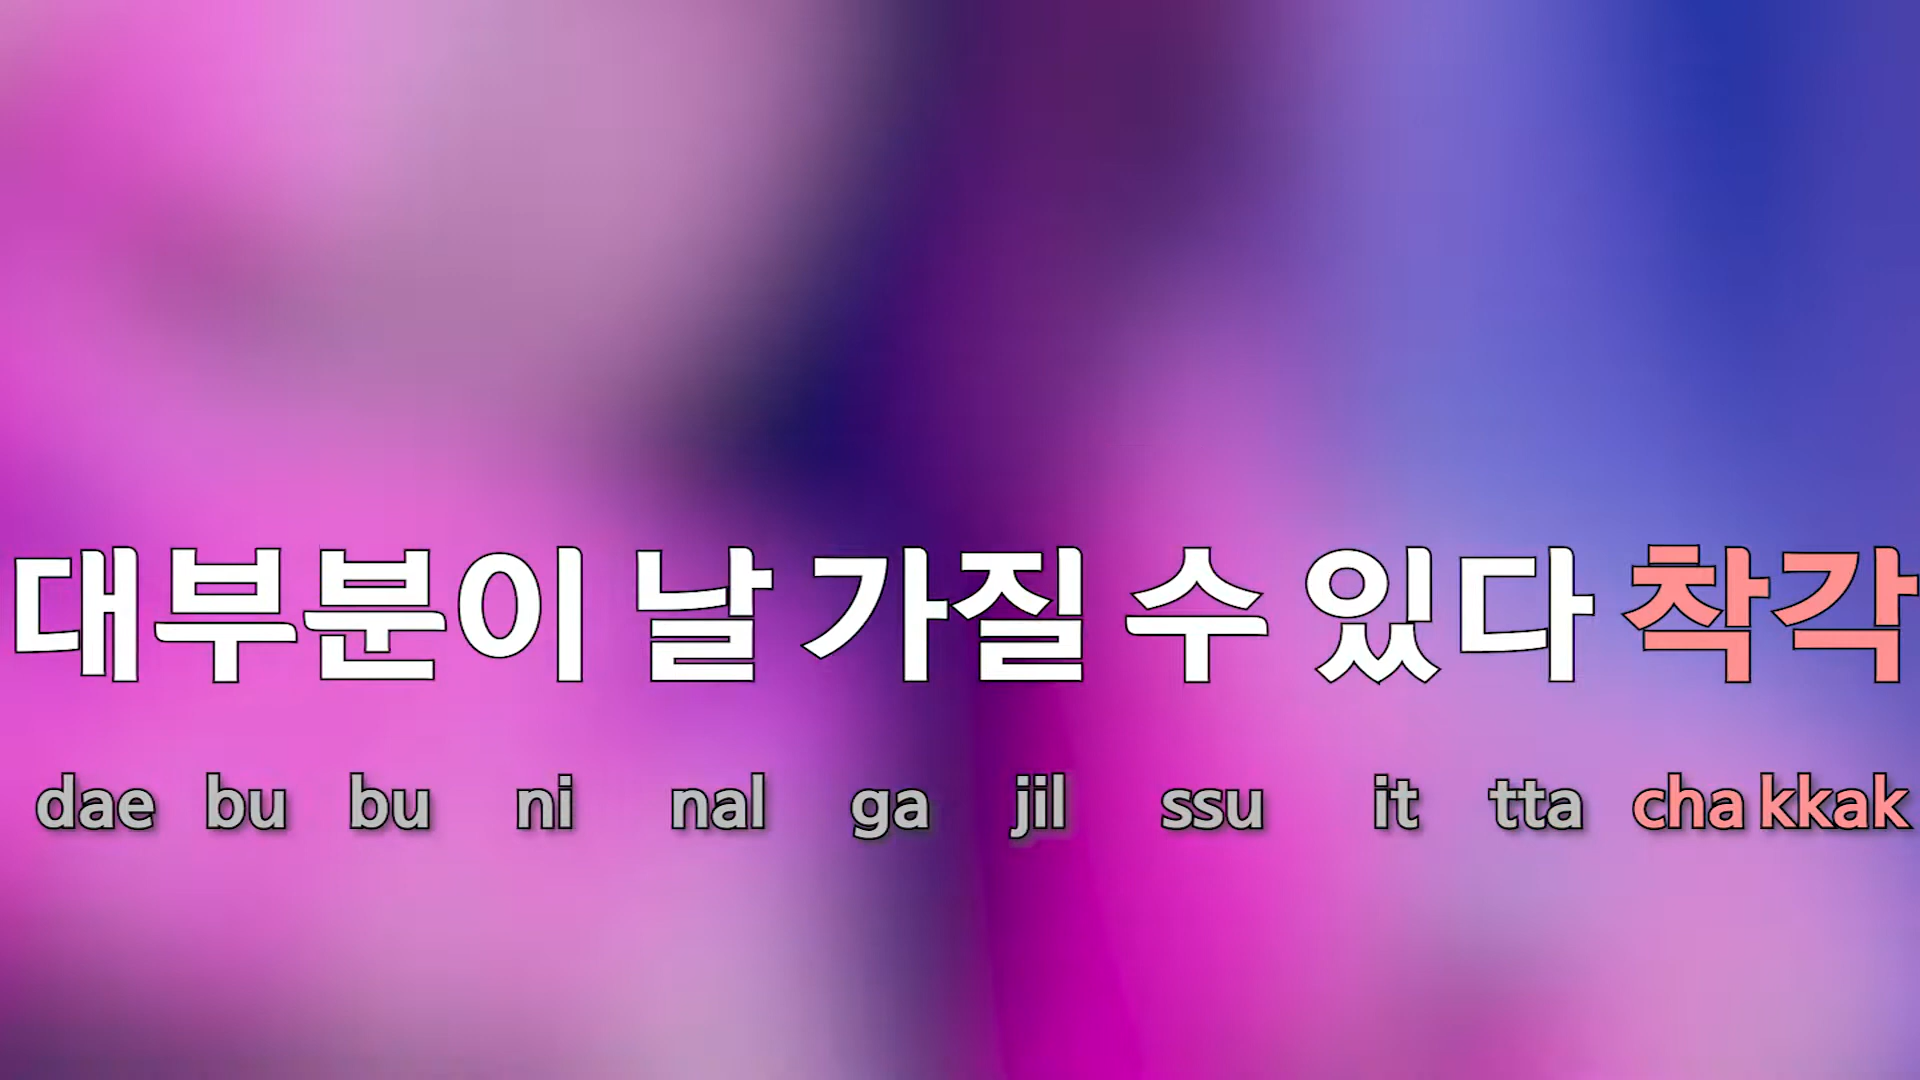 대부분이 날 가질 수 있다 착각
dae bu bu ni nal ga jil ssu it tta cha kkak